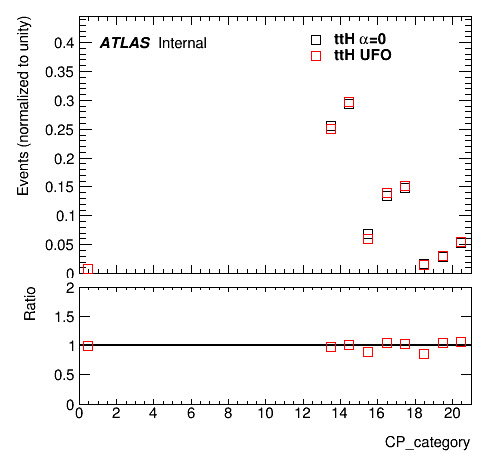 ATLAS Internal
ttH α=0
ttH UFO
Events (normalized to unity)
0.4
0.35
0.3
0.25
0.2
0.15
0.1
0.05
0
Ratio
2
1.5
1
0.5
0
0 2 4 6 8 10 12 14 16 18 20
CP_category